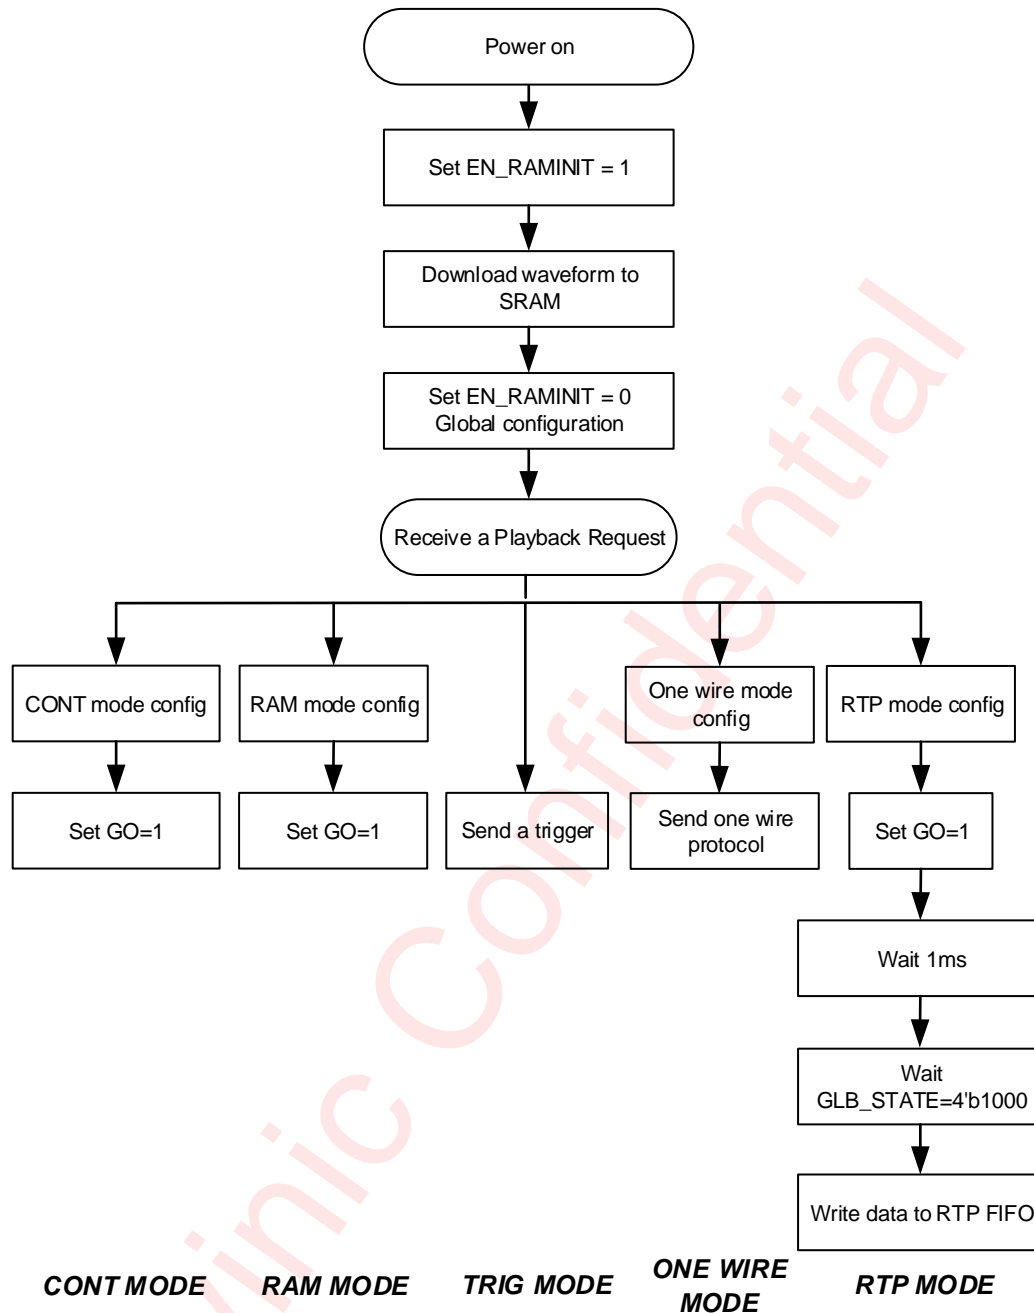 Power on
Set EN_RAMINIT = 1
Download waveform to
SRAM
Set EN_RAMINIT = 0
Global configuration
Receive a Playback Request
CONT mode config
RAM mode config
One wire mode
config
RTP mode config
Set GO=1
Set GO=1
Send a trigger
Send one wire
protocol
Set GO=1
Wait 1ms
Wait
GLB_STATE=4'b1000
Write data to RTP FIFO
CONT MODE
RAM MODE
TRIG MODE
ONE WIRE
MODE
RTP MODE
vinic Confidential